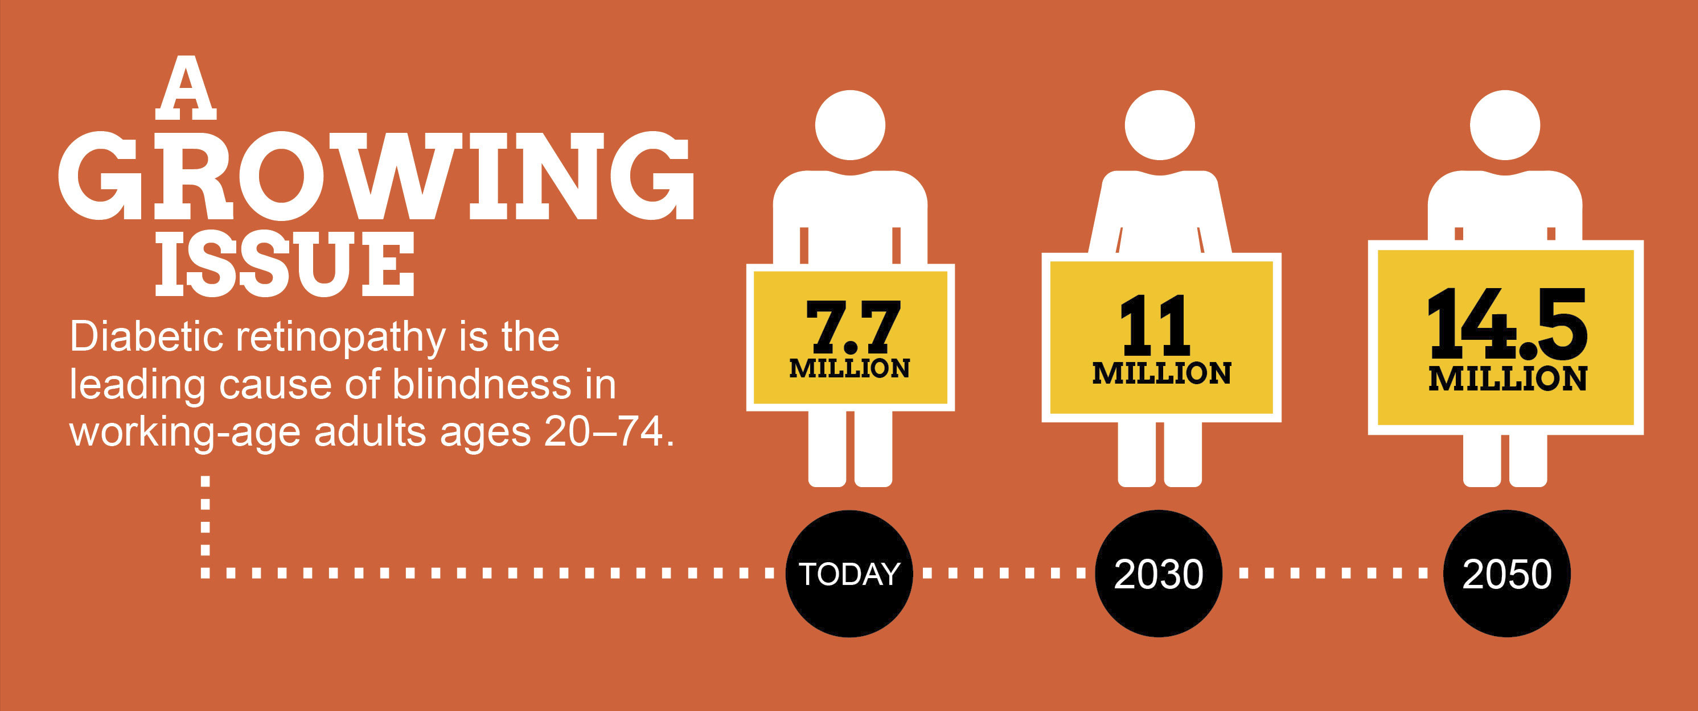 A
GROWING
ISSUE
Diabetic retinopathy is the
leading cause of blindness in
working-age adults ages 20–74.
7.7
MILLION
11
MILLION
14.5
MILLION
TODAY
2030
2050